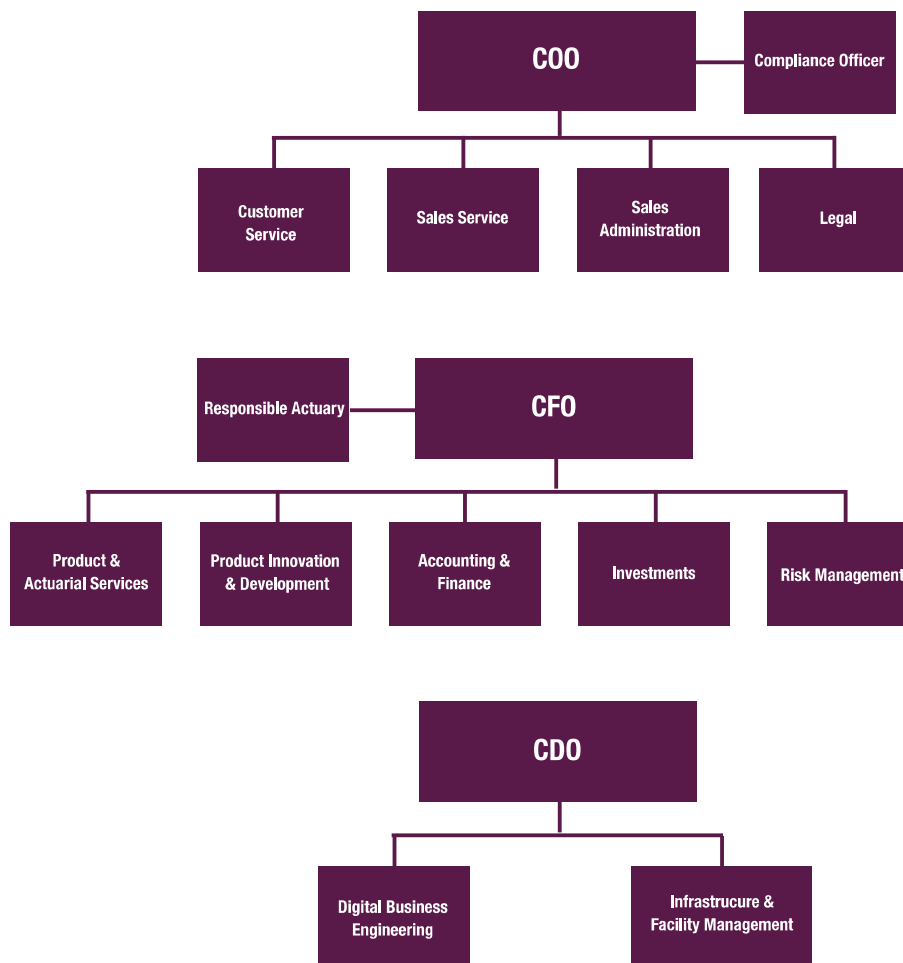 COO
Compliance Officer
Customer
Service
Sales Service
Sales
Administration
Legal
Responsible Actuary
CFO
Product &
Actuarial Services
Product Innovation
& Development
Accounting &
Finance
Investments
Risk Management
CDO
Digital Business
Engineering
Infrastrucure &
Facility Management